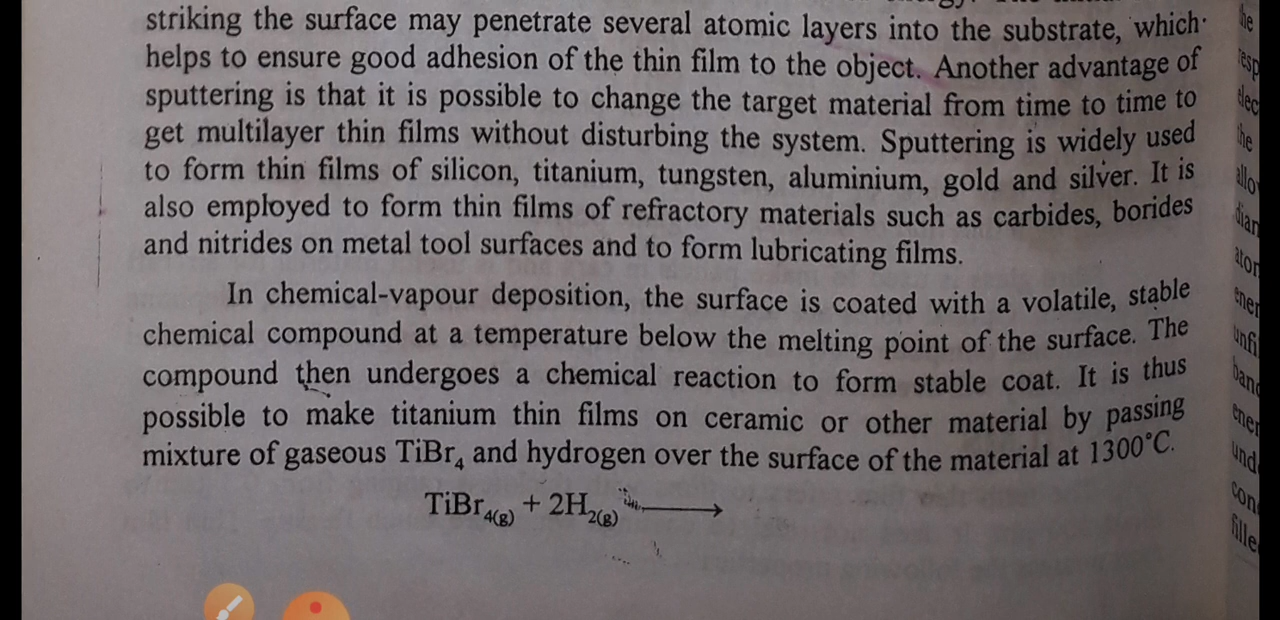 striking the surface may penetrate several atomic layers into the substrate, which
helps to ensure good adhesion of the thin film to the object. Another advantage of
sputtering is that it is possible to change the target material from time to time to
get multilayer thin films without disturbing the system. Sputtering is widely used
to form thin films of silicon, titanium, tungsten, aluminium, gold and silver. It is
also employed to form thin films of refractory materials such as carbides, borides
and nitrides on metal tool surfaces and to form lubricating films.
In chemical-vapour deposition, the surface is coated with a volatile, stable
chemical compound at a temperature below the melting point of the surface. The
compound then undergoes a chemical reaction to form stable coat. It is thus
possible to make titanium thin films on ceramic or other material by passing
mixture of gaseous TiBr₄ and hydrogen over the surface of the material at 1300°C.
TiBr₄₍g₎ + 2H₂₍g₎ ⟶